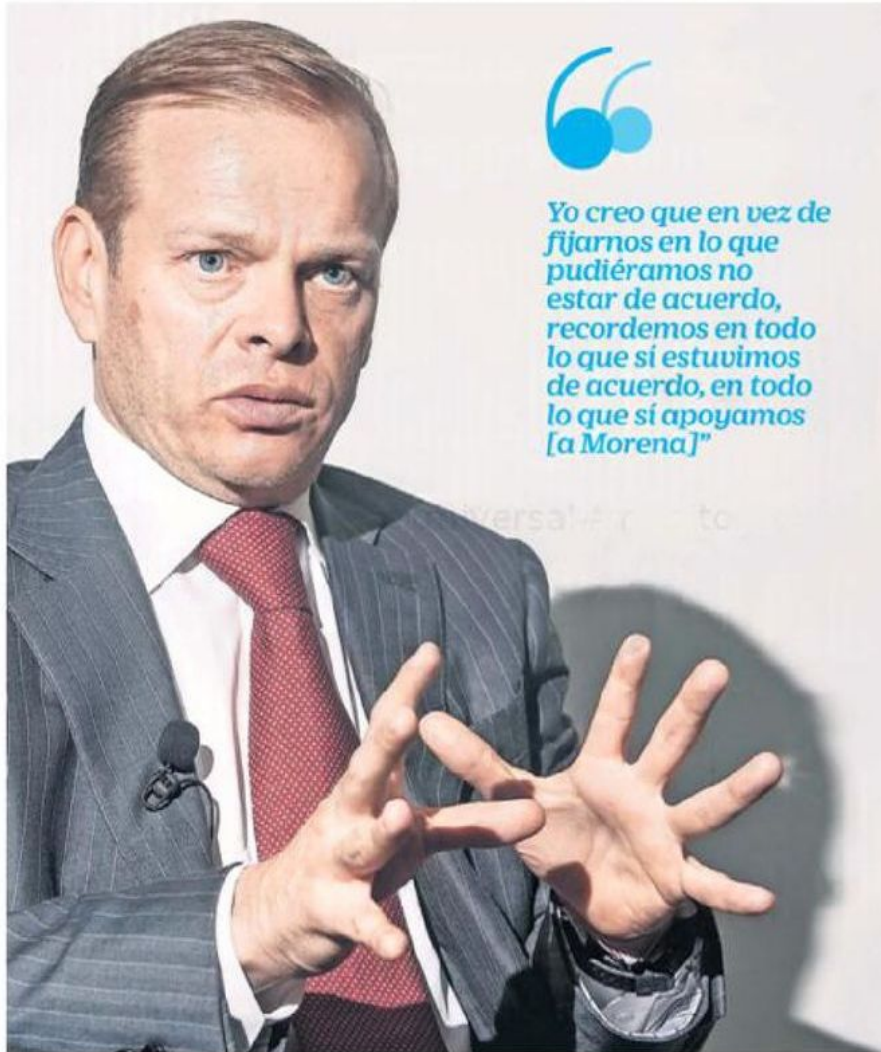 Yo creo que en vez de
fijarnos en lo que
pudiéramos no
estar de acuerdo,
recordemos en todo
lo que sí estuvimos
de acuerdo, en todo
lo que sí apoyamos
[a Morena]”